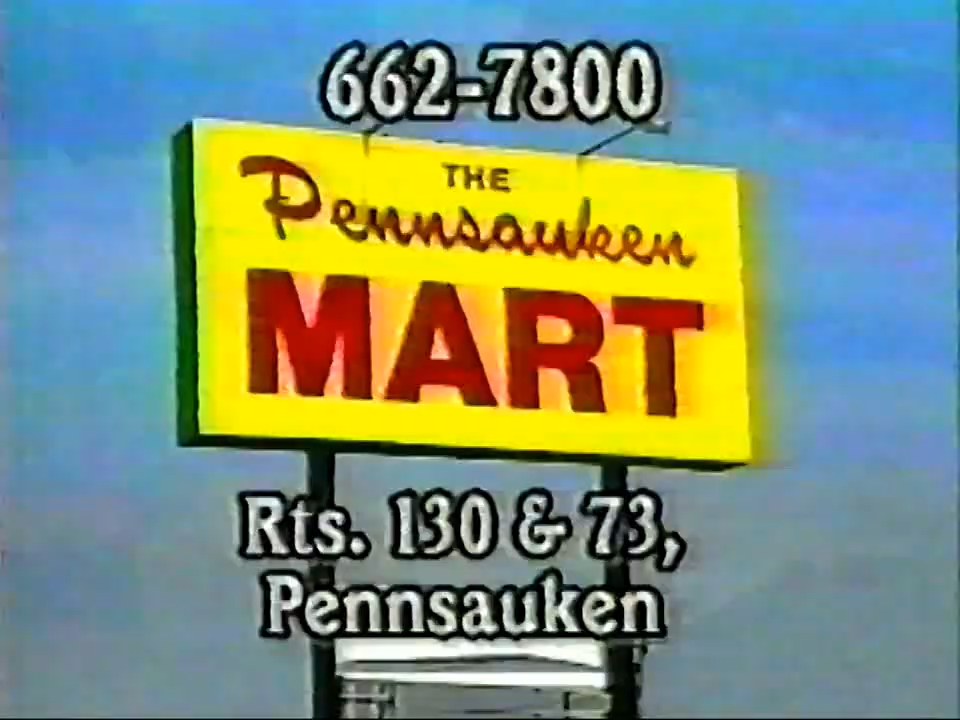 662-7800
THE
Pennsauken
MART
Rts. 130 & 73,
Pennsauken